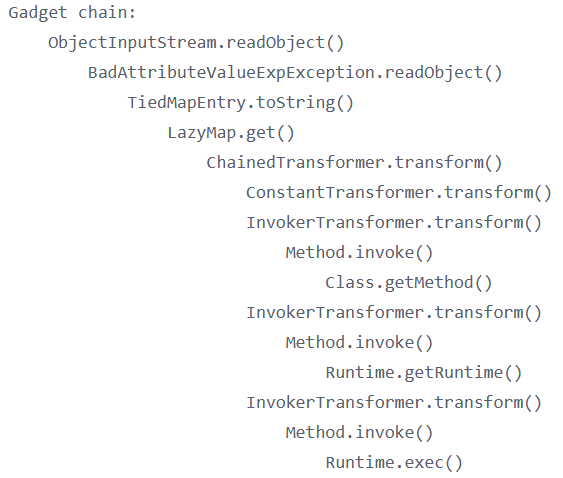 Gadget chain:
ObjectInputStream.readObject()
BadAttributeValueExpException.readObject()
TiedMapEntry.toString()
LazyMap.get()
ChainedTransformer.transform()
ConstantTransformer.transform()
InvokerTransformer.transform()
Method.invoke()
Class.getMethod()
InvokerTransformer.transform()
Method.invoke()
Runtime.getRuntime()
InvokerTransformer.transform()
Method.invoke()
Runtime.exec()